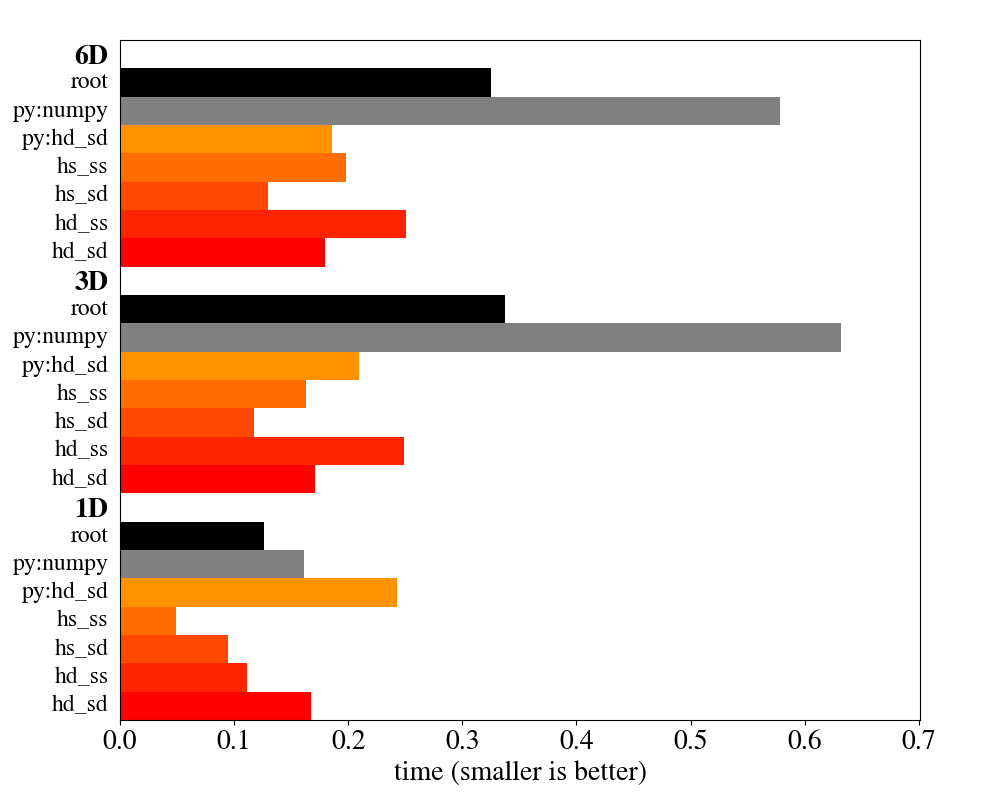 6D
root
py:numpy
py:hd_sd
hs_ss
hs_sd
hd_ss
hd_sd
3D
root
py:numpy
py:hd_sd
hs_ss
hs_sd
hd_ss
hd_sd
1D
root
py:numpy
py:hd_sd
hs_ss
hs_sd
hd_ss
hd_sd
0.0 0.1 0.2 0.3 0.4 0.5 0.6 0.7
time (smaller is better)